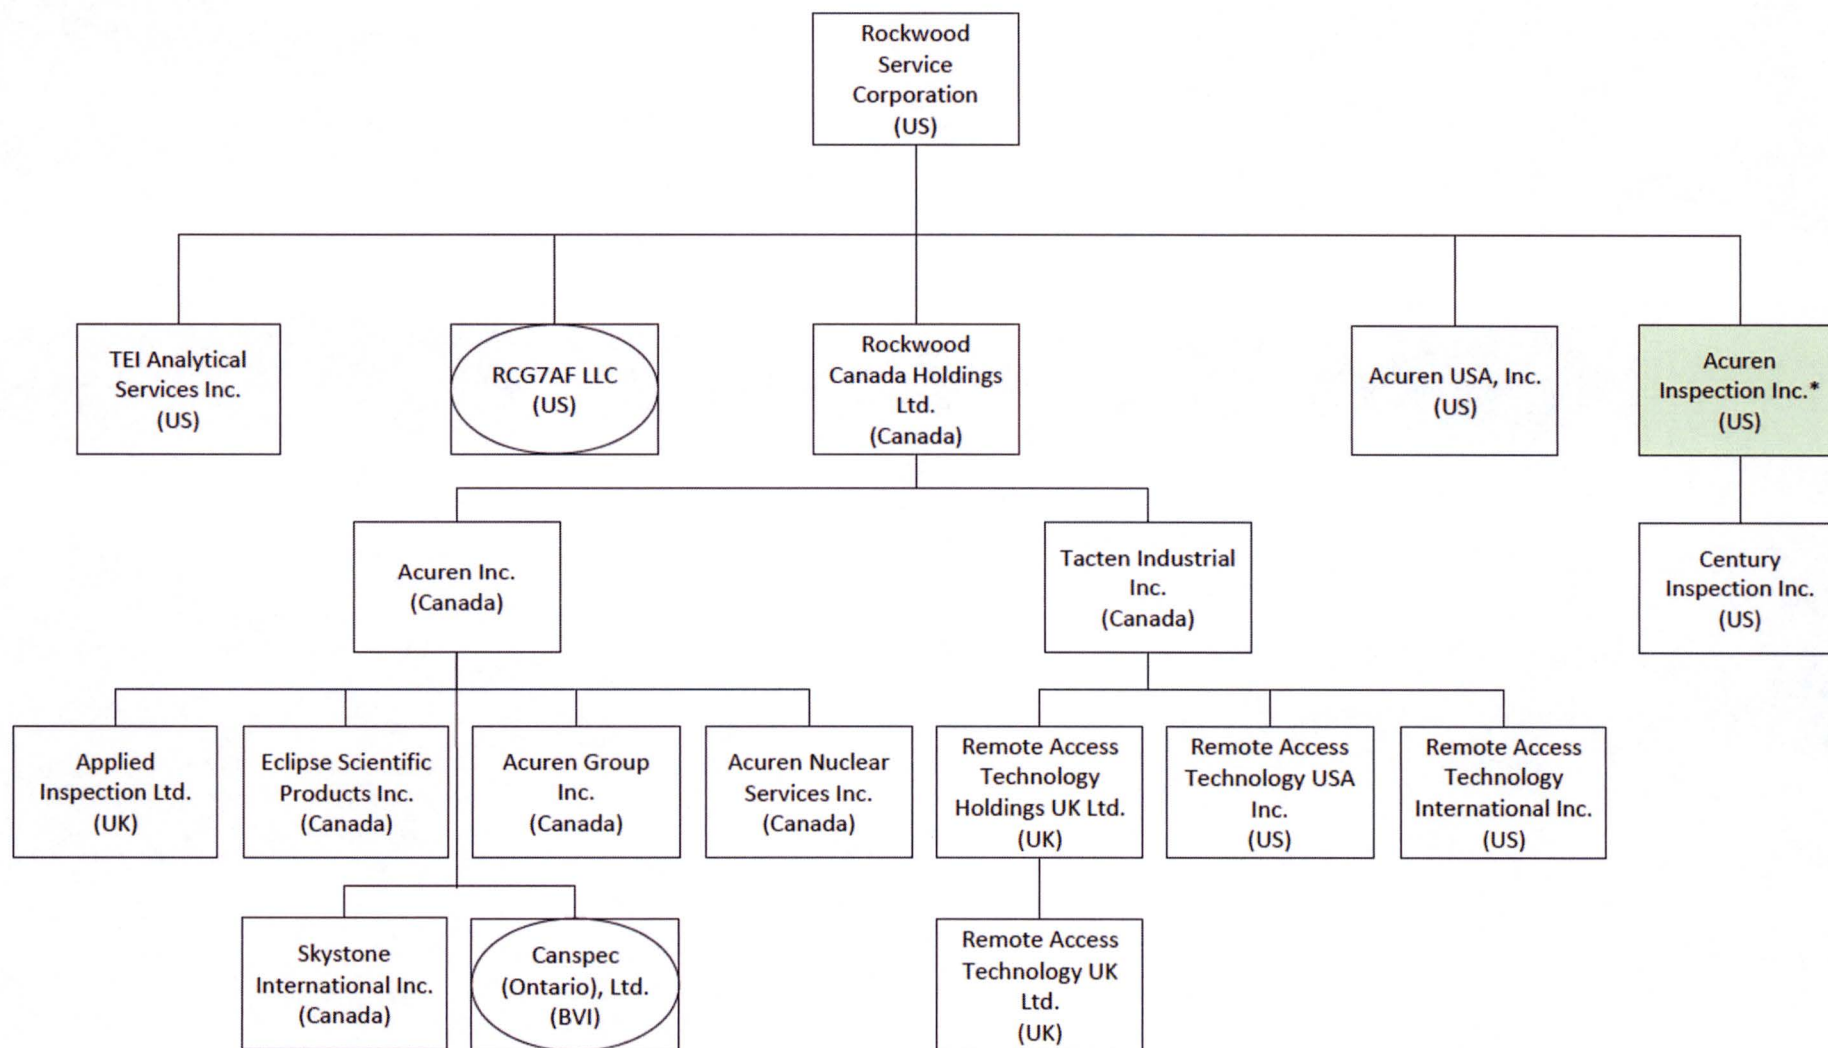 Rockwood
Service
Corporation
(US)
TEI Analytical
Services Inc.
(US)
RCG7AF LLC
(US)
Rockwood
Canada Holdings
Ltd.
(Canada)
Acuren USA, Inc.
(US)
Acuren
Inspection Inc.*
(US)
Acuren Inc.
(Canada)
Tacten Industrial
Inc.
(Canada)
Century
Inspection Inc.
(US)
Applied
Inspection Ltd.
(UK)
Eclipse Scientific
Products Inc.
(Canada)
Acuren Group
Inc.
(Canada)
Acuren Nuclear
Services Inc.
(Canada)
Remote Access
Technology
Holdings UK Ltd.
(UK)
Remote Access
Technology USA
Inc.
(US)
Remote Access
Technology
International Inc.
(US)
Skystone
International Inc.
(Canada)
Canspec
(Ontario), Ltd.
(BVI)
Remote Access
Technology UK
Ltd.
(UK)